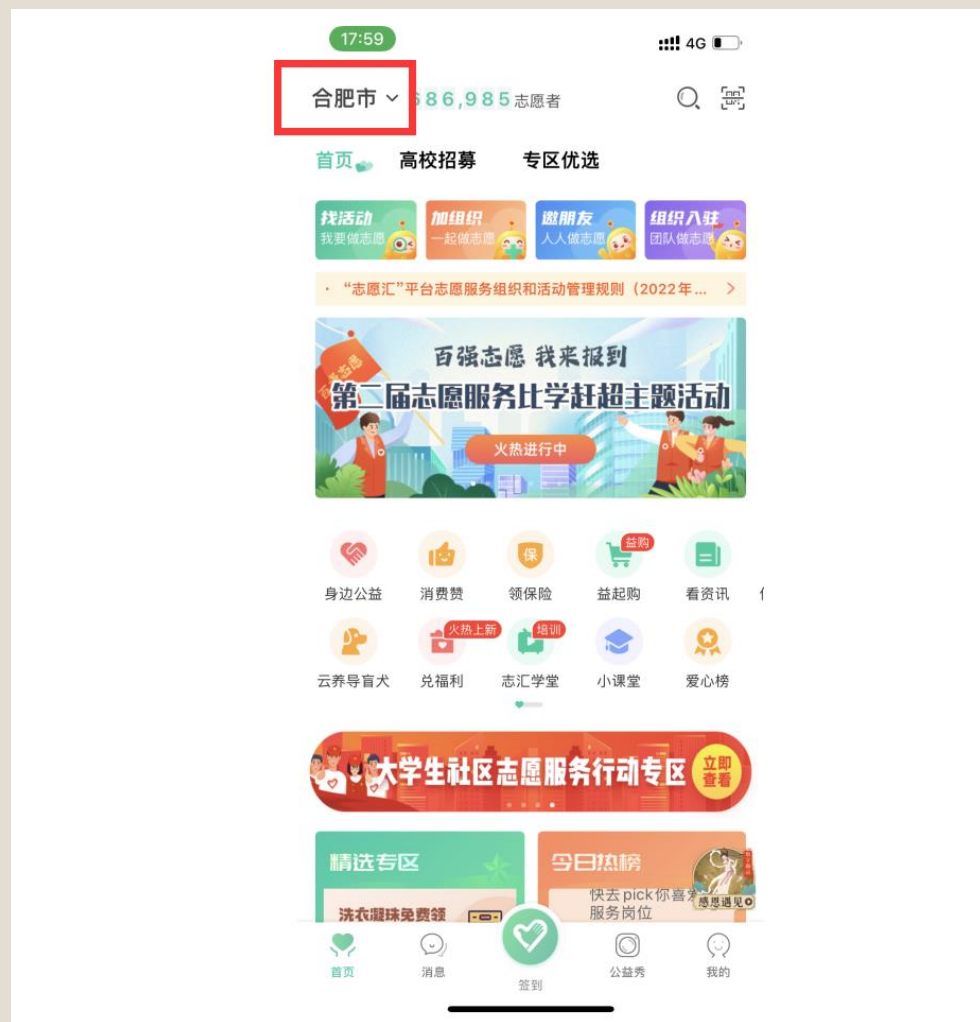 17:59
4G
合肥市
686,985志愿者
首页 高校招募 专区优选
找活动 加组织 邀朋友 组织入驻
我要做志愿 一起做志愿 人人做志愿 团队做志愿
· “志愿汇”平台志愿服务组织和活动管理规则（2022年...
百强志愿 我来报到
第二届志愿服务比学赶超主题活动
火热进行中
保 益购
身边公益 消费赞 领保险 益起购 看资讯
火热上新 培训
云养导盲犬 兑福利 志汇学堂 小课堂 爱心榜
大学生社区志愿服务行动专区 立即
查看
精选专区 今日热榜
洗衣凝珠免费领
快去pick你喜爱
服务岗位
感恩遇见
首页 消息 签到 公益秀 我的